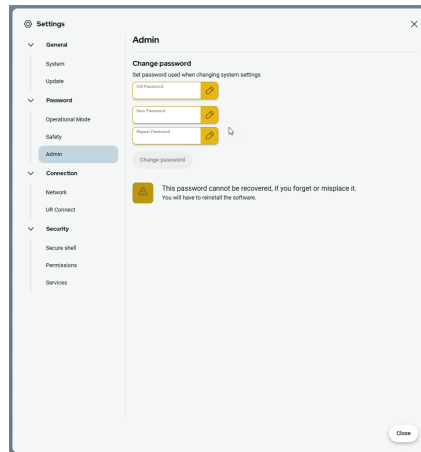 Settings
General
System
Update
Password
Operational Mode
Safety
Admin
Connection
Network
UR Connect
Security
Secure shell
Permissions
Services
Admin
Change password
Set password used when changing system settings
Old Password
New Password
Repeat Password
Change password
This password cannot be recovered, if you forget or misplace it.
You will have to reinstall the software.
Close